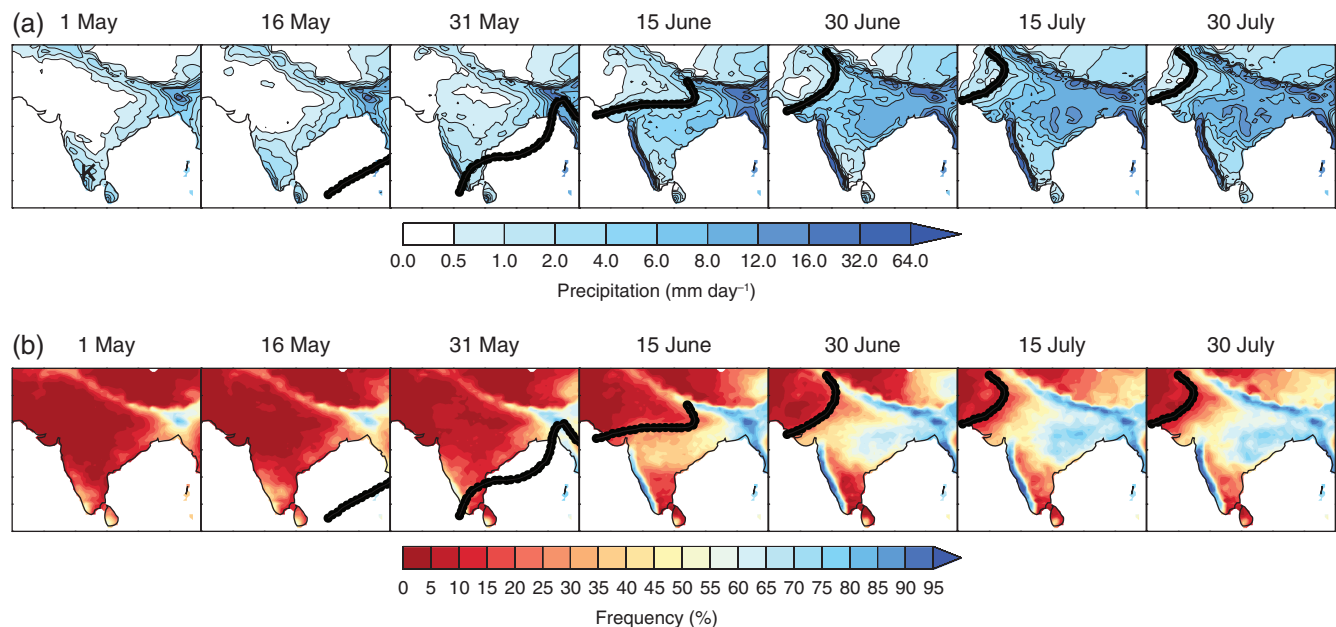 (a) 1 May 16 May 31 May 15 June 30 June 15 July 30 July
K
0.0 0.5 1.0 2.0 4.0 6.0 8.0 12.0 16.0 32.0 64.0
Precipitation (mm day⁻¹)
(b) 1 May 16 May 31 May 15 June 30 June 15 July 30 July
0 5 10 15 20 25 30 35 40 45 50 55 60 65 70 75 80 85 90 95
Frequency (%)